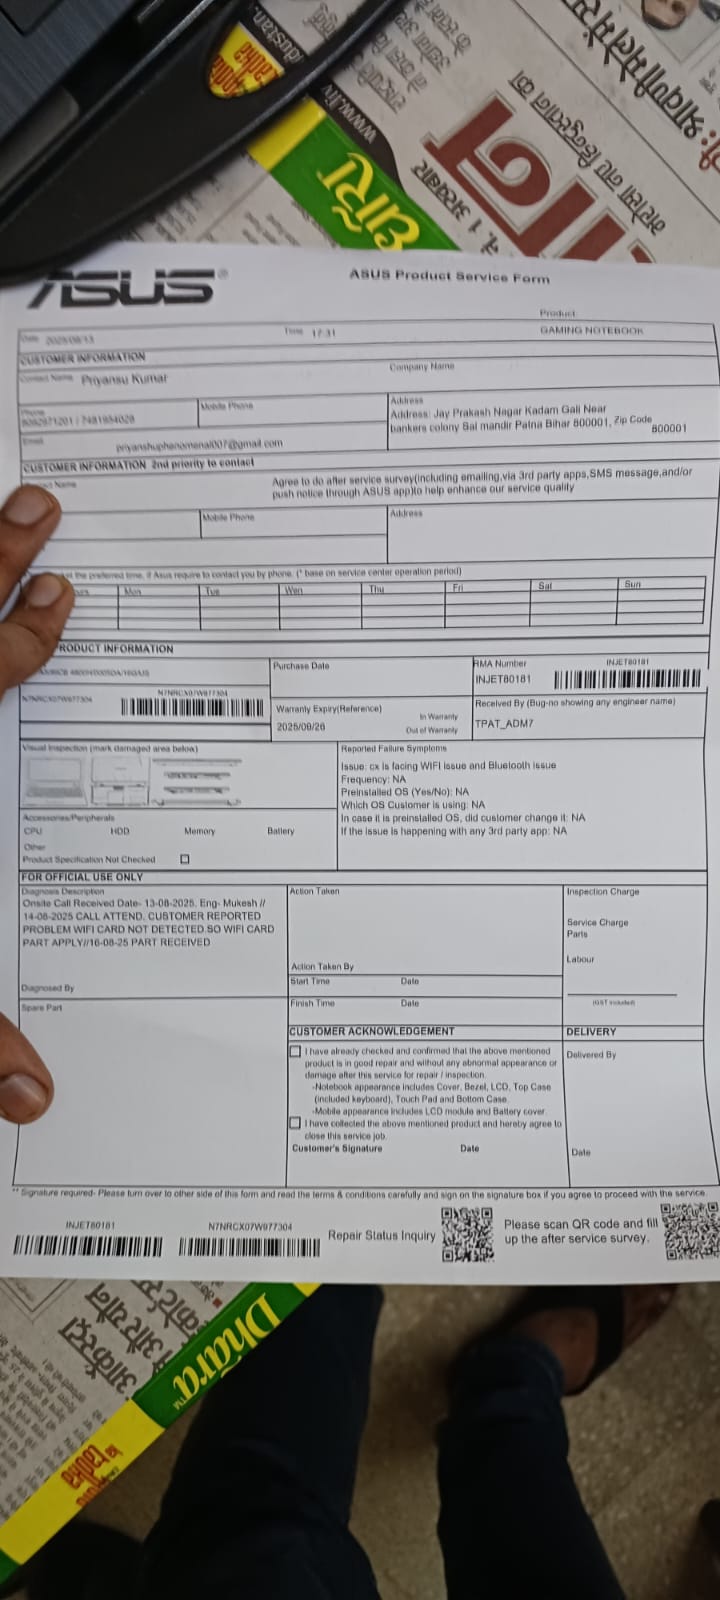 www.
dustan.
धारा
नं. 1 अख़बार
ASUS
ASUS Product Service Form
Product:
Date 2025/08/13
Time 17:31
GAMING NOTEBOOK
CUSTOMER INFORMATION
Contact Name Priyansu Kumar
Company Name
Phone
Mobile Phone
Address
Address: Jay Prakash Nagar Kadam Gali Near
bankers colony Sai mandir Patna Bihar 800001, Zip Code
800001
Email
priyanshuphenomenal007@gmail.com
CUSTOMER INFORMATION 2nd priority to contact
Contact Name
Agree to do after service survey(including emailing,via 3rd party apps,SMS message,and/or
push notice through ASUS app)to help enhance our service quality
Mobile Phone
Address
the preferred time, if Asus require to contact you by phone. (* base on service center operation period)
Mon Tue Wen Thu Fri Sat Sun
RODUCT INFORMATION
Purchase Date
RMA Number
INJET80181
INJET80181
N7NRCX07W877304
N7NRCX07W877304
Warranty Expiry(Reference)
2025/09/26
In Warranty
Out of Warranty
Received By (Bug-no showing any engineer name)
TPAT_ADM7
Visual Inspection (mark damaged area below)
Reported Failure Symptoms
Issue: cx is facing WIFI issue and Bluetooth issue
Frequency: NA
Preinstalled OS (Yes/No): NA
Which OS Customer is using: NA
In case it is preinstalled OS, did customer change it: NA
If the issue is happening with any 3rd party app: NA
Accessories/Peripherals
CPU HDD Memory Battery
Other
Product Specification Not Checked
FOR OFFICIAL USE ONLY
Diagnosis Description
Onsite Call Received Date- 13-08-2025. Eng- Mukesh //
14-08-2025 CALL ATTEND. CUSTOMER REPORTED
PROBLEM WIFI CARD NOT DETECTED.SO WIFI CARD
PART APPLY//16-08-25 PART RECEIVED
Diagnosed By
Spare Part
Action Taken
Action Taken By
Start Time Date
Finish Time Date
Inspection Charge
Service Charge
Parts
Labour
(GST Included)
CUSTOMER ACKNOWLEDGEMENT
I have already checked and confirmed that the above mentioned
product is in good repair and without any abnormal appearance or
damage after this service for repair / inspection.
-Notebook appearance includes Cover, Bezel, LCD, Top Case
(included keyboard), Touch Pad and Bottom Case.
-Mobile appearance includes LCD module and Battery cover.
I have collected the above mentioned product and hereby agree to
close this service job.
Customer's Signature Date
DELIVERY
Delivered By
Date
** Signature required- Please turn over to other side of this form and read the terms & conditions carefully and sign on the signature box if you agree to proceed with the service.
INJET80181
N7NRCX07W877304
Repair Status Inquiry
Please scan QR code and fill
up the after service survey.
Dhara™